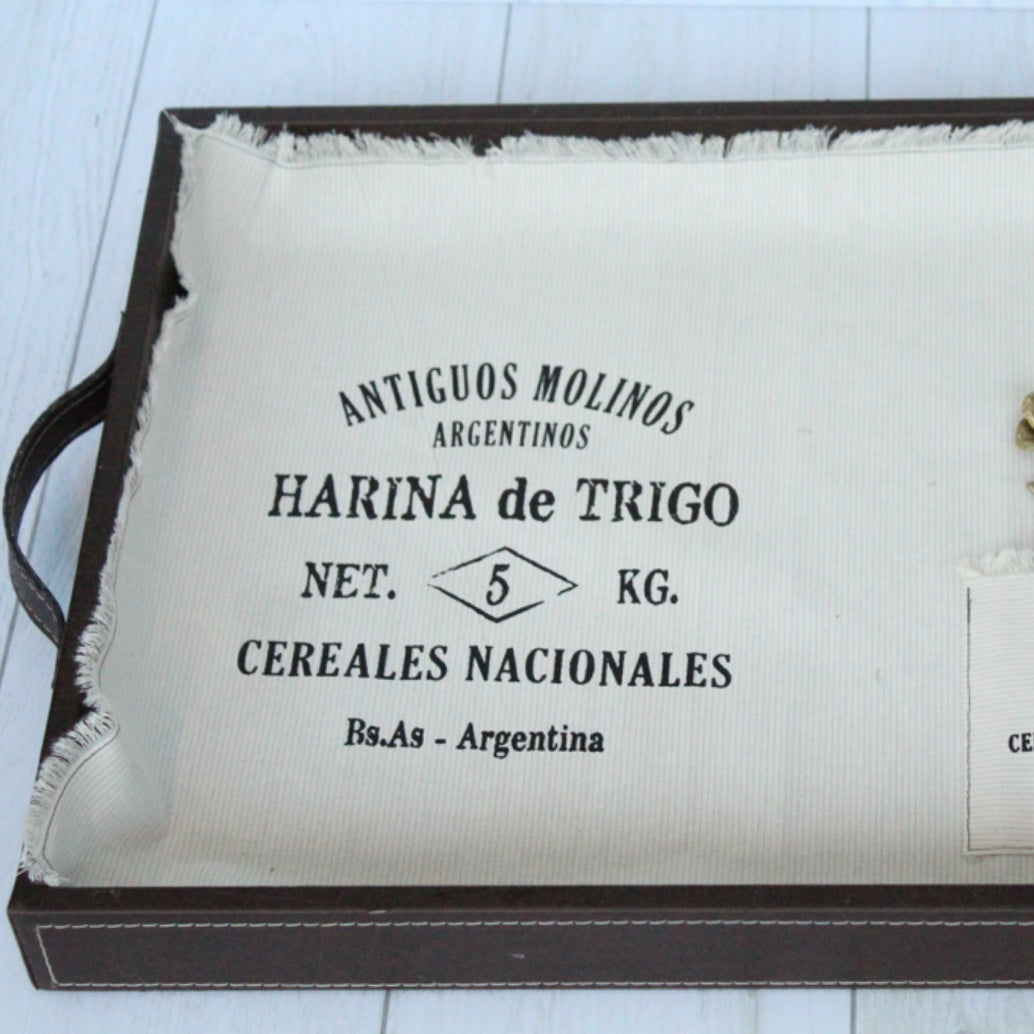 ANTIGUOS MOLINOS
ARGENTINOS
HARINA de TRIGO
NET. 5 KG.
CEREALES NACIONALES
Bs.As - Argentina